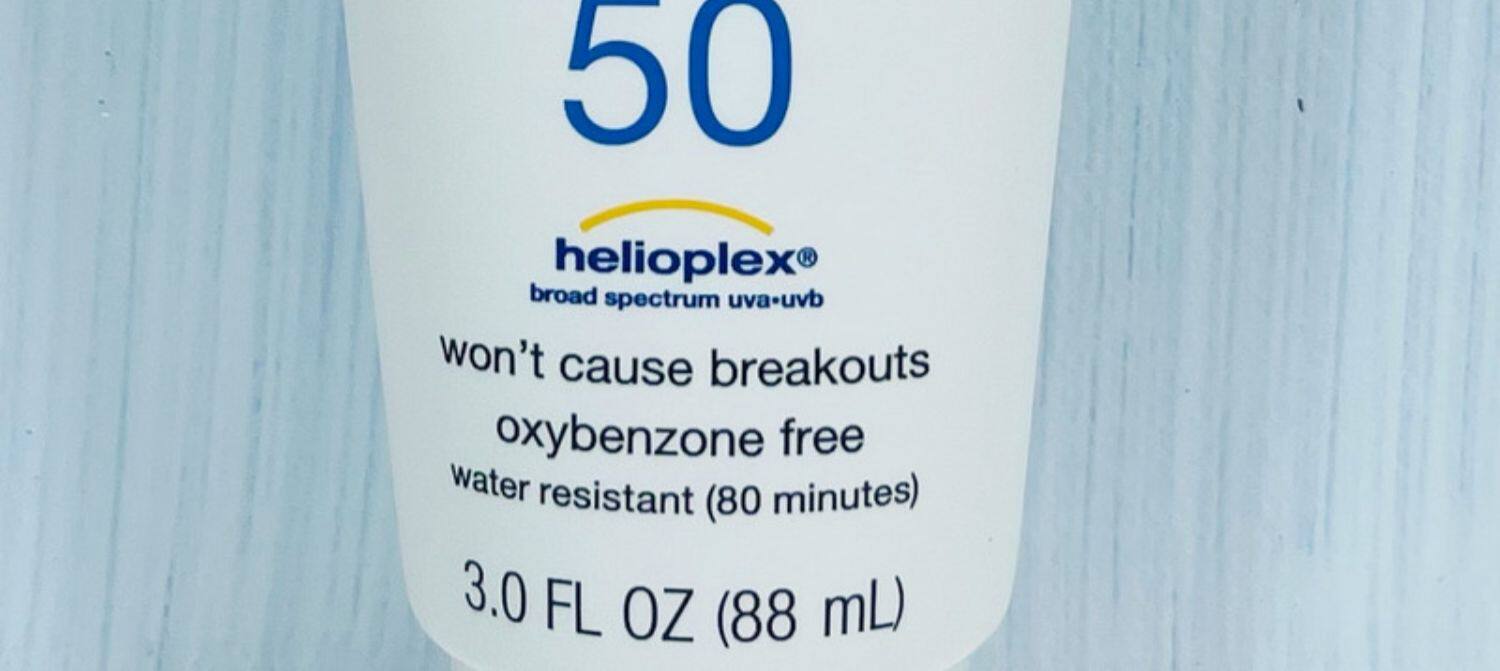 50
helioplex®
broad spectrum uva•uvb
won't cause breakouts
oxybenzone free
water resistant (80 minutes)
3.0 FL OZ (88 mL)